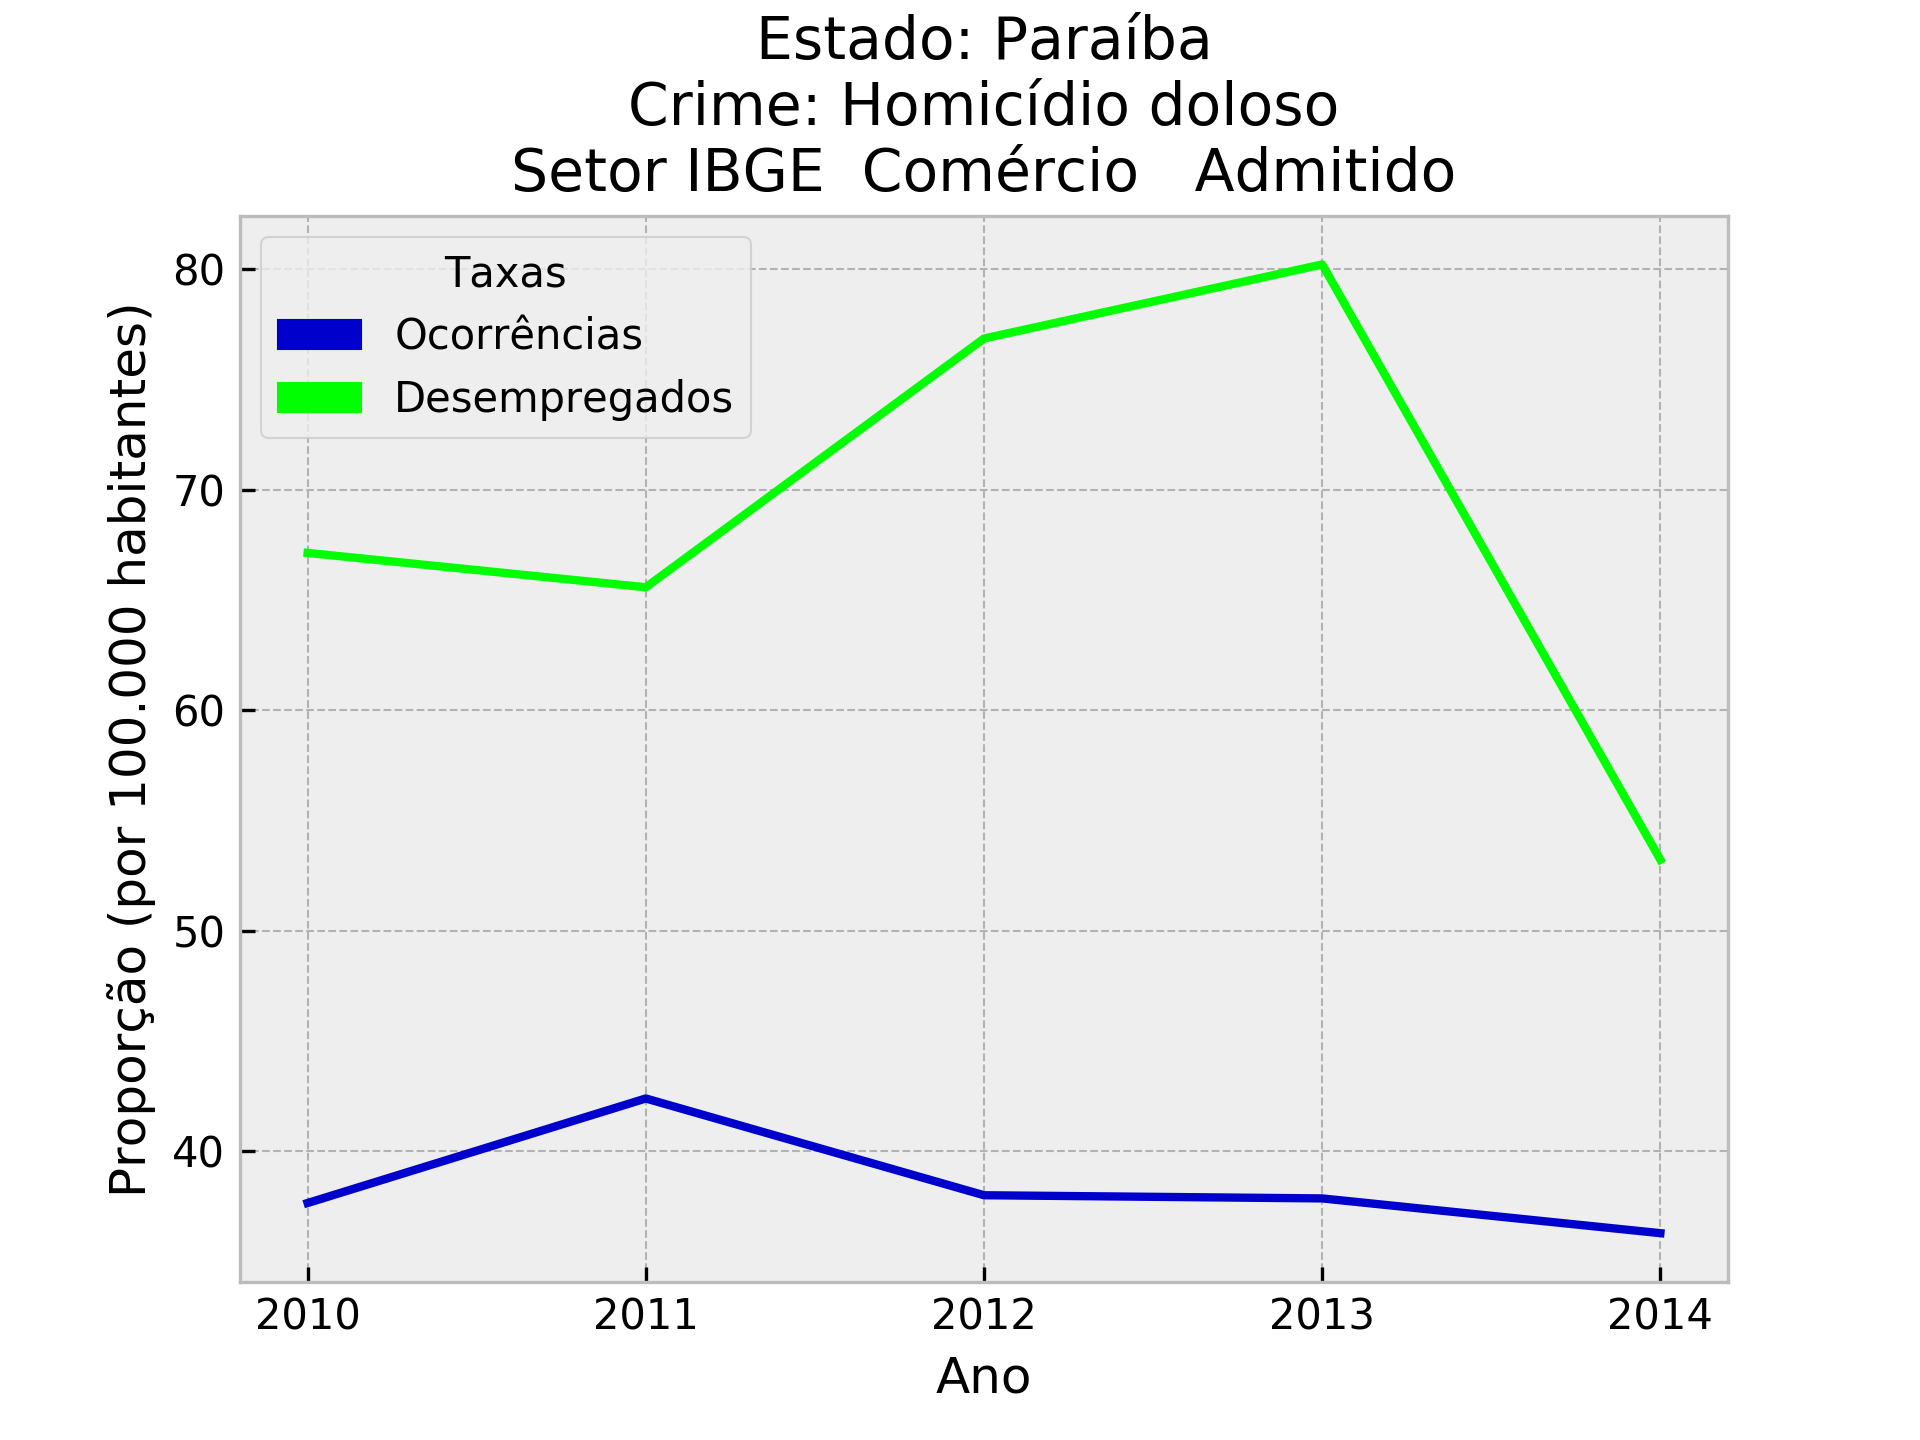 Estado: Paraíba
Crime: Homicídio doloso
Setor IBGE  Comércio   Admitido
Proporção (por 100.000 habitantes)
80
70
60
50
40
Taxas
Ocorrências
Desempregados
2010 2011 2012 2013 2014
Ano